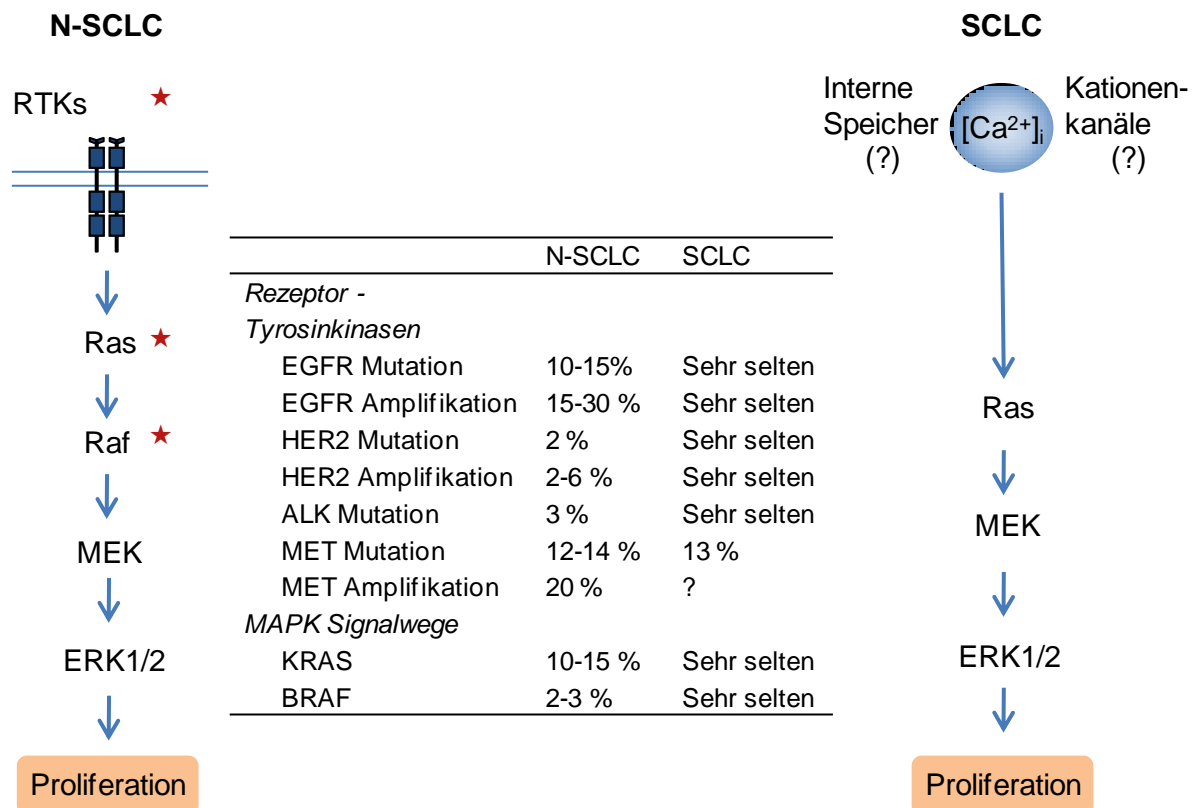 N-SCLC
RTKs
Ras
Raf
MEK
ERK1/2
Proliferation
N-SCLC SCLC
Rezeptor -
Tyrosinkinasen
EGFR Mutation 10-15% Sehr selten
EGFR Amplifikation 15-30 % Sehr selten
HER2 Mutation 2 % Sehr selten
HER2 Amplifikation 2-6 % Sehr selten
ALK Mutation 3 % Sehr selten
MET Mutation 12-14 % 13 %
MET Amplifikation 20 % ?
MAPK Signalwege
KRAS 10-15 % Sehr selten
BRAF 2-3 % Sehr selten
SCLC
Interne
Speicher
(?)
[Ca²⁺]ᵢ
Kationen-
kanäle
(?)
Ras
MEK
ERK1/2
Proliferation